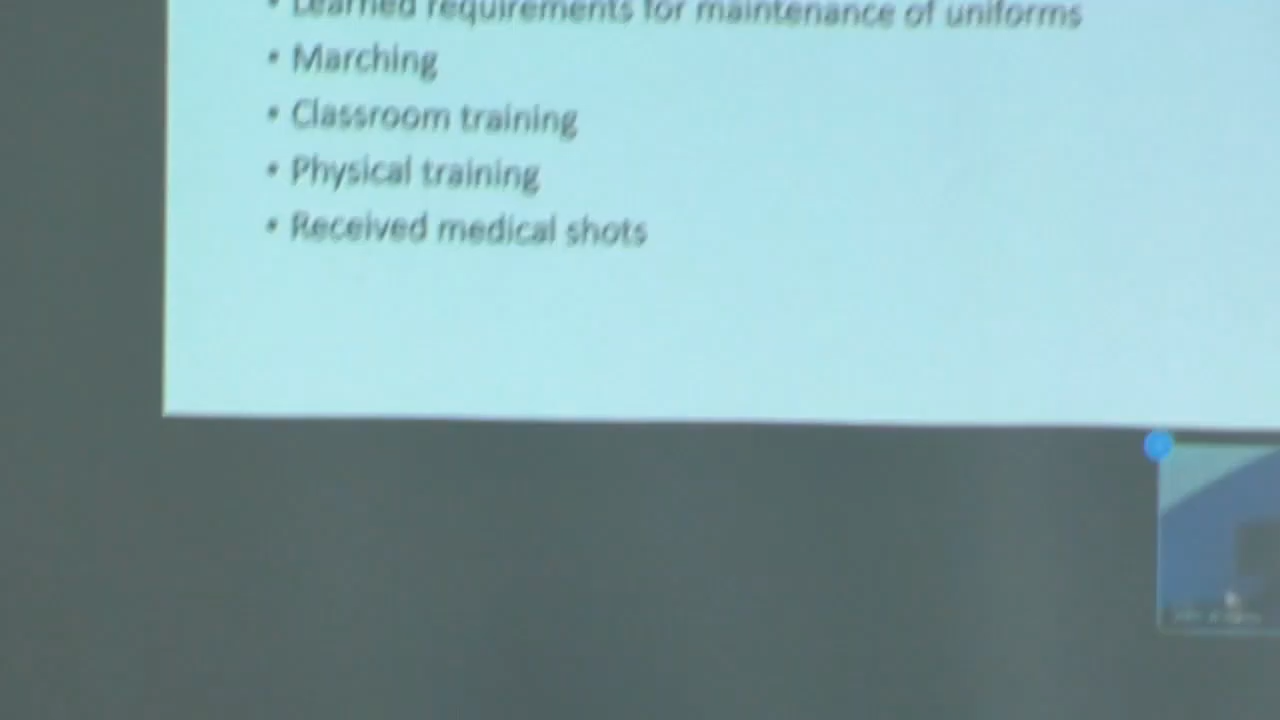 • Learned requirements for maintenance of uniforms
• Marching
• Classroom training
• Physical training
• Received medical shots